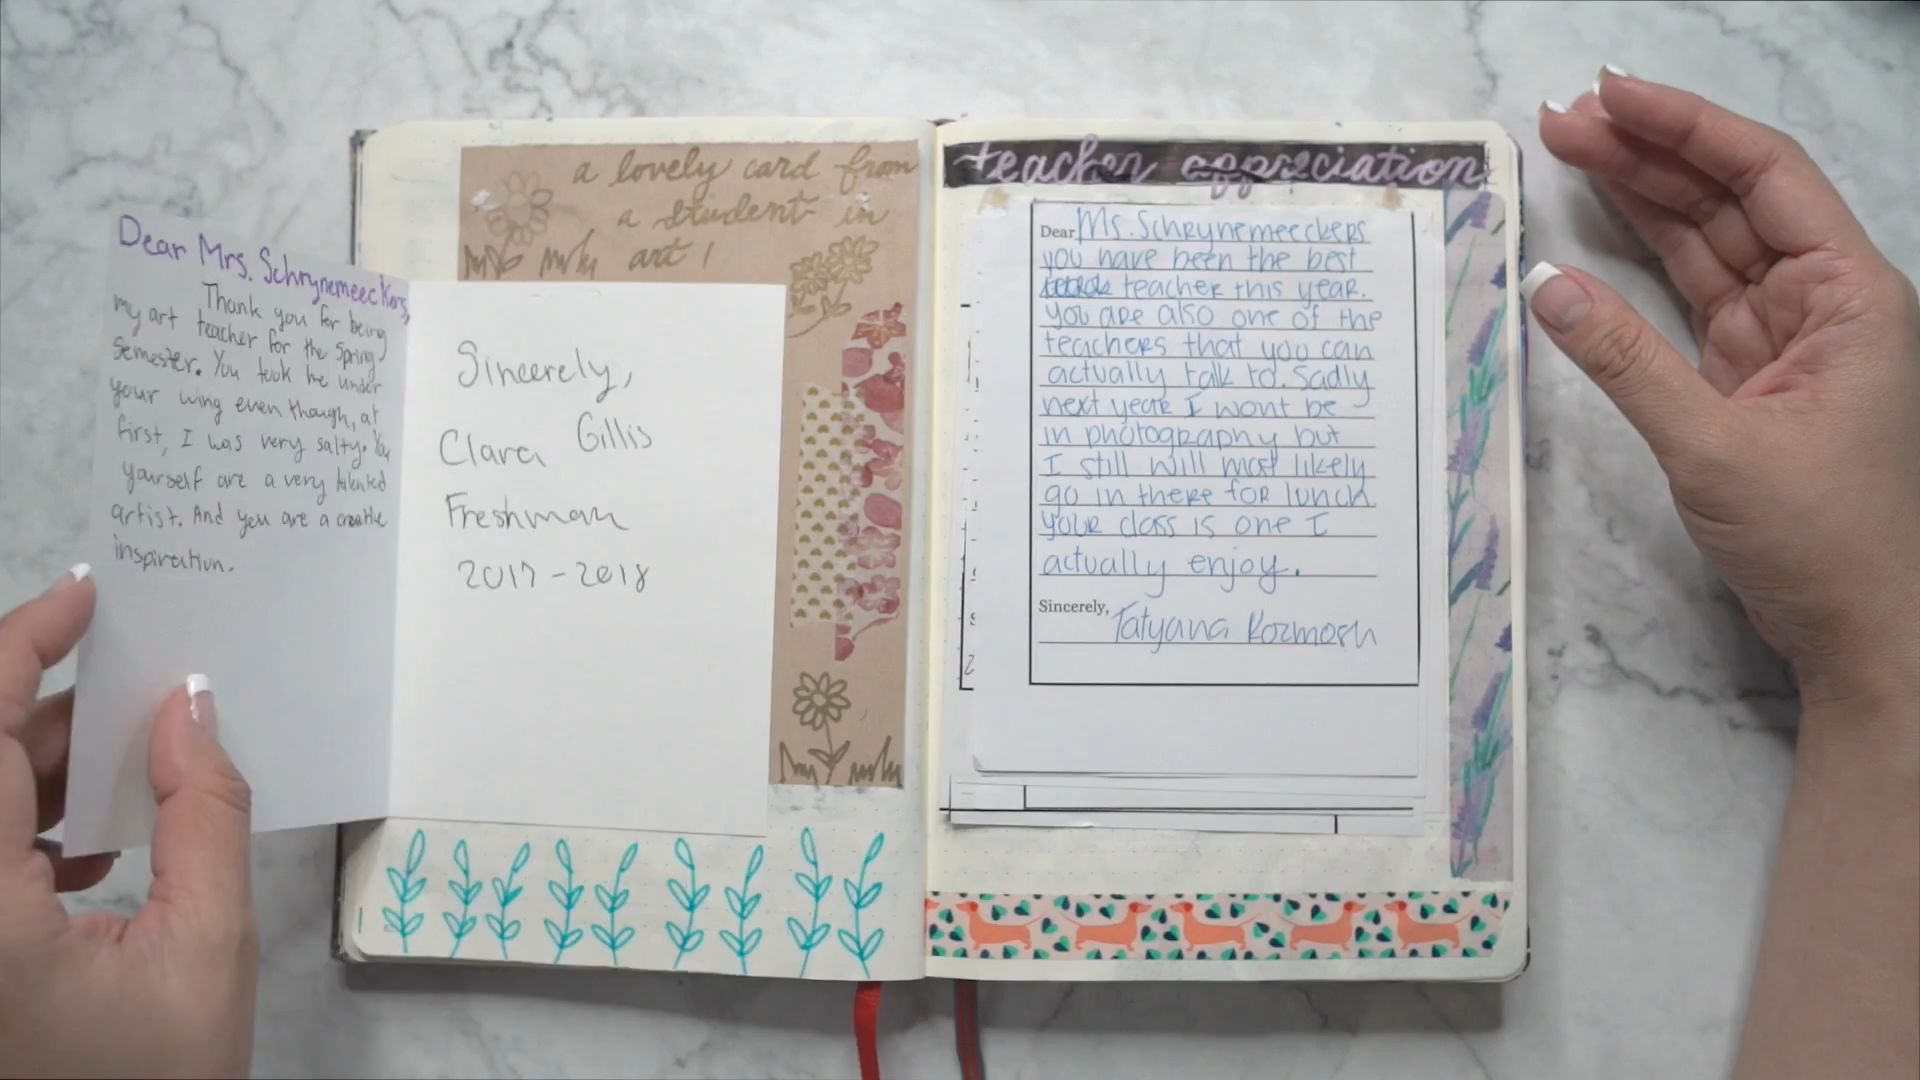 a lovely card from
a student in
art!
Dear Mrs. Schrynemeeckers,
Thank you for being
my art teacher for the Spring
Semester. You took me under
your wing even though, at
first, I was very salty. You
yourself are a very talented
artist. And you are a creative
inspiration.
Sincerely,
Clara Gillis
Freshman
2017-2018
teacher appreciation
Dear Ms. Schrynemeeckers
you have been the best
teacher this year.
you are also one of the
teachers that you can
actually talk to. Sadly
next year I wont be
in photography but
I still will most likely
go in there for lunch
your class is one I
actually enjoy.
Sincerely, Tatyana Kozmosh